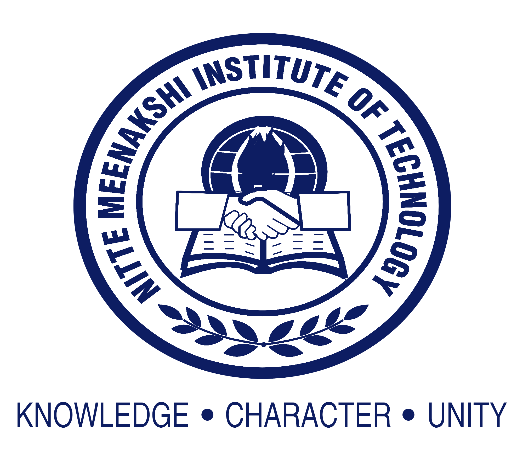 NITTE MEENAKSHI INSTITUTE OF TECHNOLOGY
KNOWLEDGE • CHARACTER • UNITY